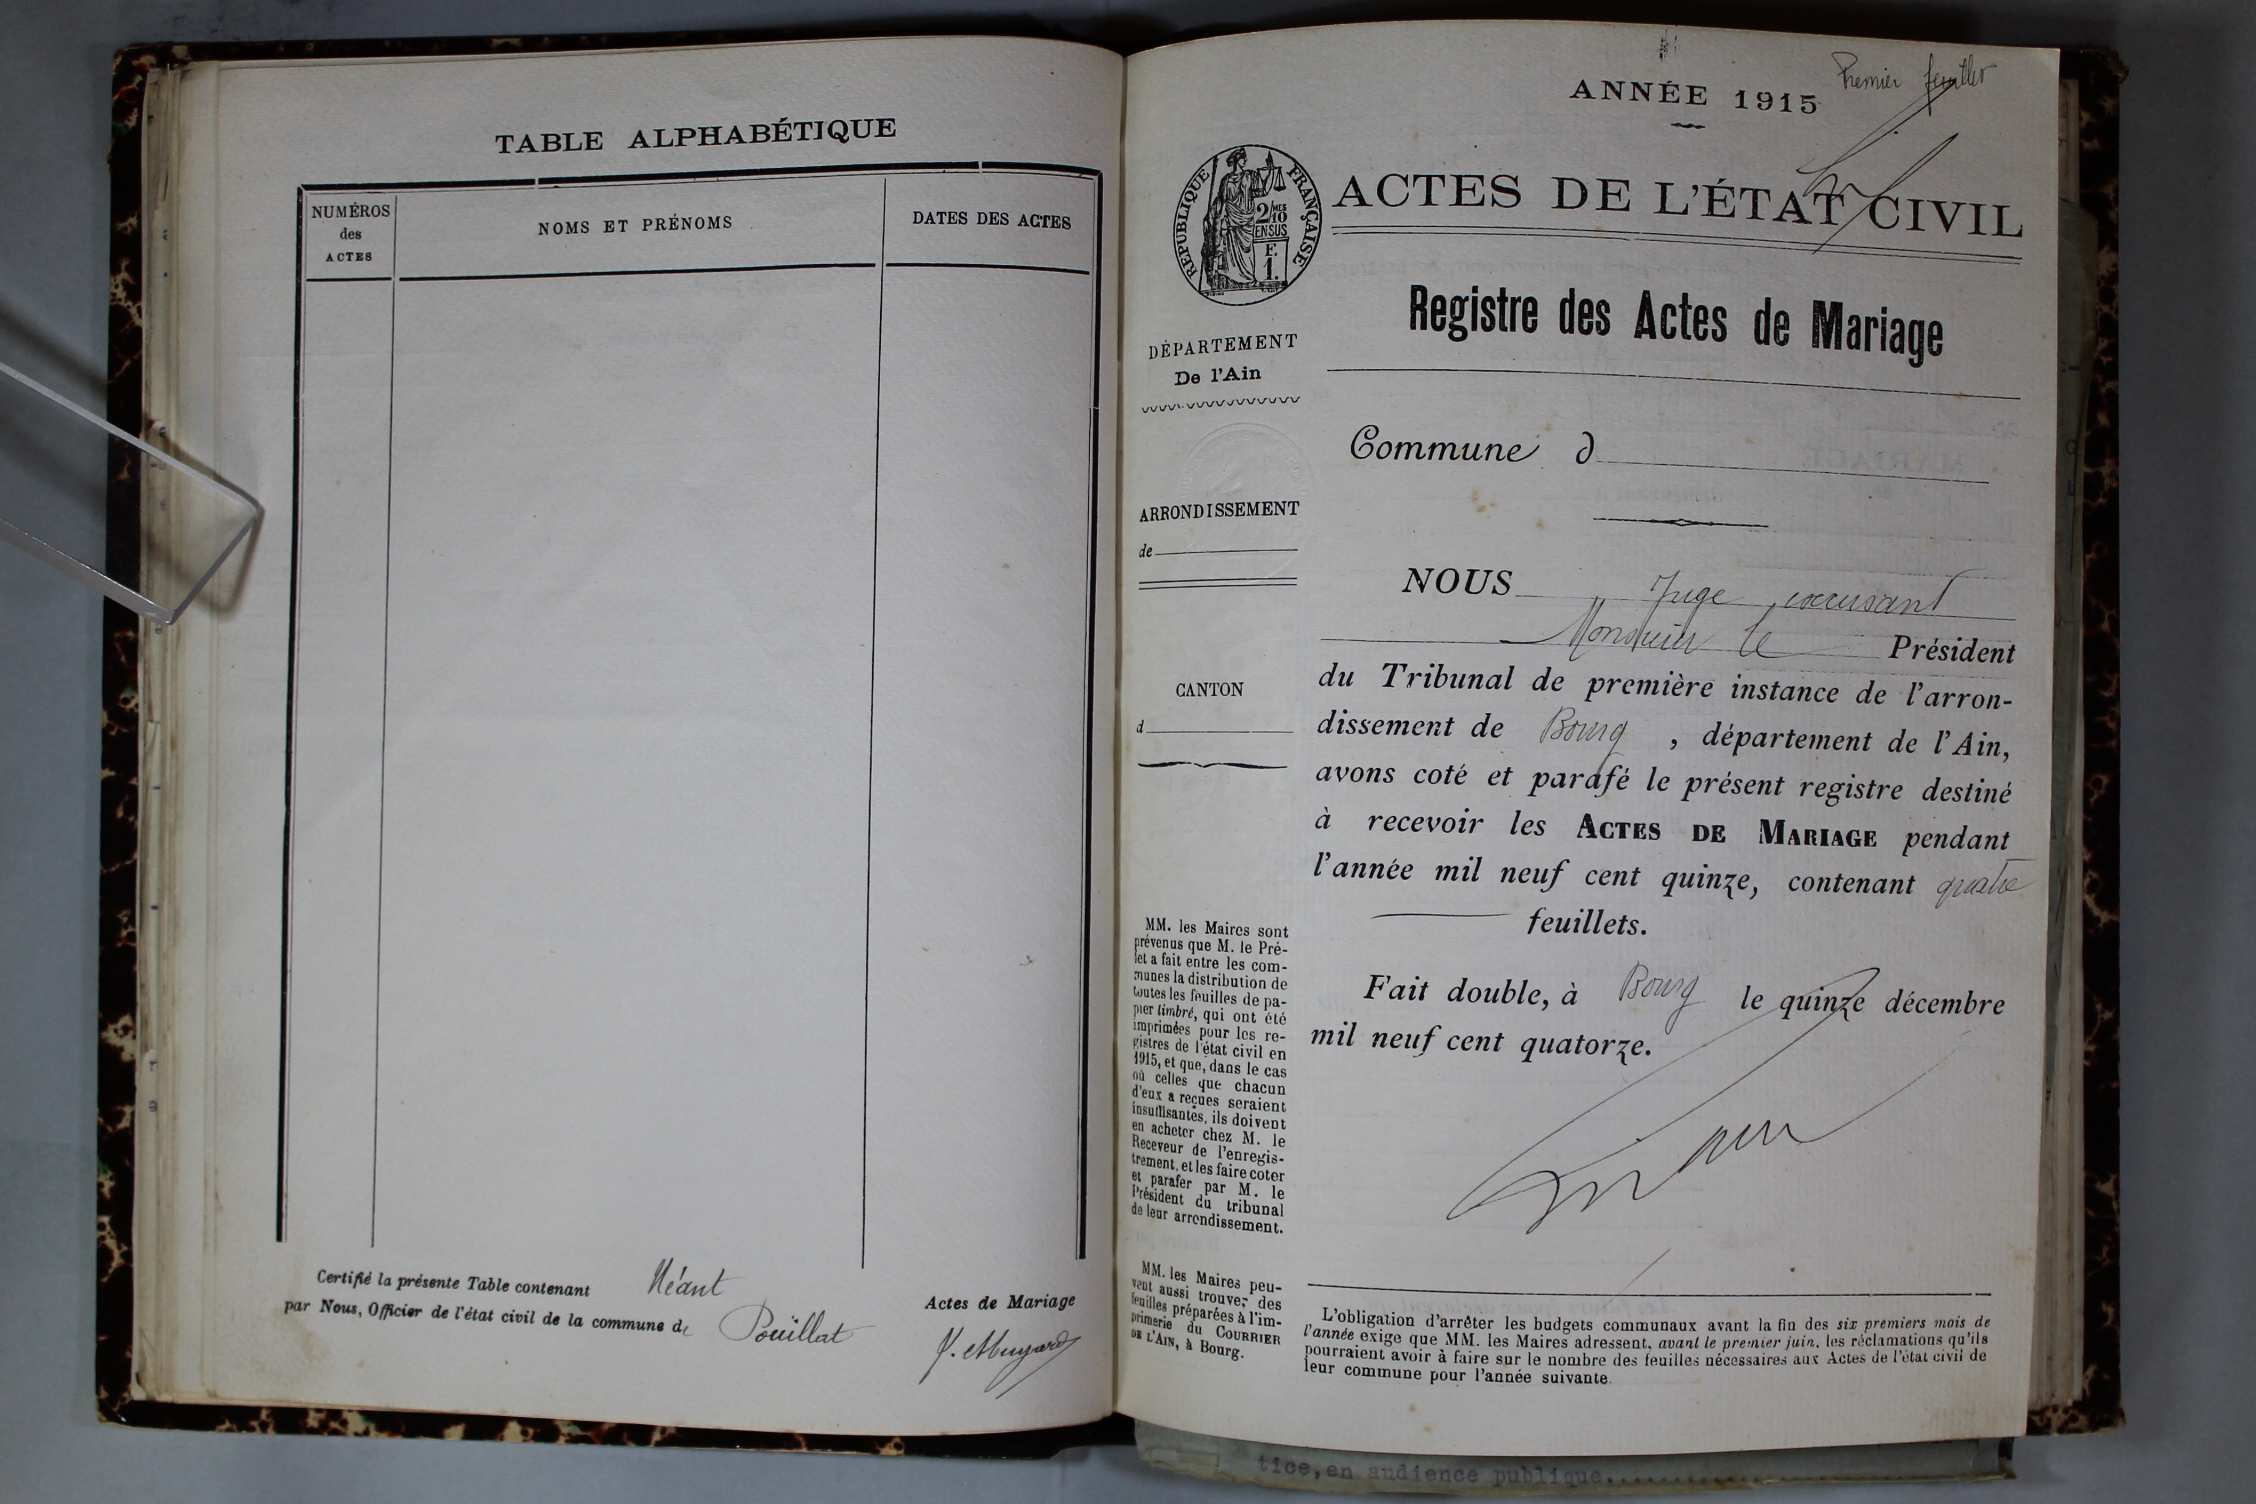 TABLE ALPHABÉTIQUE
NUMÉROS
des
ACTES
NOMS ET PRÉNOMS
DATES DES ACTES
Certifié la présente Table contenant Néant
Actes de Mariage
par Nous, Officier de l'état civil de la commune de Pouillat
Premier feuillet
ANNÉE 1915
RÉPUBLIQUE FRANÇAISE
2/MES
10
EN SUS
F.
1.
ACTES DE L'ÉTAT CIVIL
Registre des Actes de Mariage
DÉPARTEMENT
De l'Ain
Commune d
ARRONDISSEMENT
de
CANTON
d
NOUS Juge excusant
Monsieur le Président
du Tribunal de première instance de l'arron-
dissement de Bourg, département de l'Ain,
avons coté et parafé le présent registre destiné
à recevoir les ACTES DE MARIAGE pendant
l'année mil neuf cent quinze, contenant quatre
feuillets.
Fait double, à Bourg le quinze décembre
mil neuf cent quatorze.
MM. les Maires sont
prévenus que M. le Pré-
fet a fait entre les com-
munes la distribution de
toutes les feuilles de pa-
pier timbré, qui ont été
imprimées pour les re-
gistres de l'état civil en
1915, et que, dans le cas
où celles que chacun
d'eux a reçues seraient
insuffisantes, ils doivent
en acheter chez M. le
Receveur de l'enregis-
trement, et les faire coter
et parafer par M. le
Président du tribunal
de leur arrondissement.
MM. les Maires peu-
vent aussi trouver des
feuilles préparées à l'im-
primerie du COURRIER
DE L'AIN, à Bourg.
L'obligation d'arrêter les budgets communaux avant la fin des six premiers mois de
l'année exige que MM. les Maires adressent, avant le premier juin, les réclamations qu'ils
pourraient avoir à faire sur le nombre des feuilles nécessaires aux Actes de l'état civil de
leur commune pour l'année suivante.
tice,en audience publique